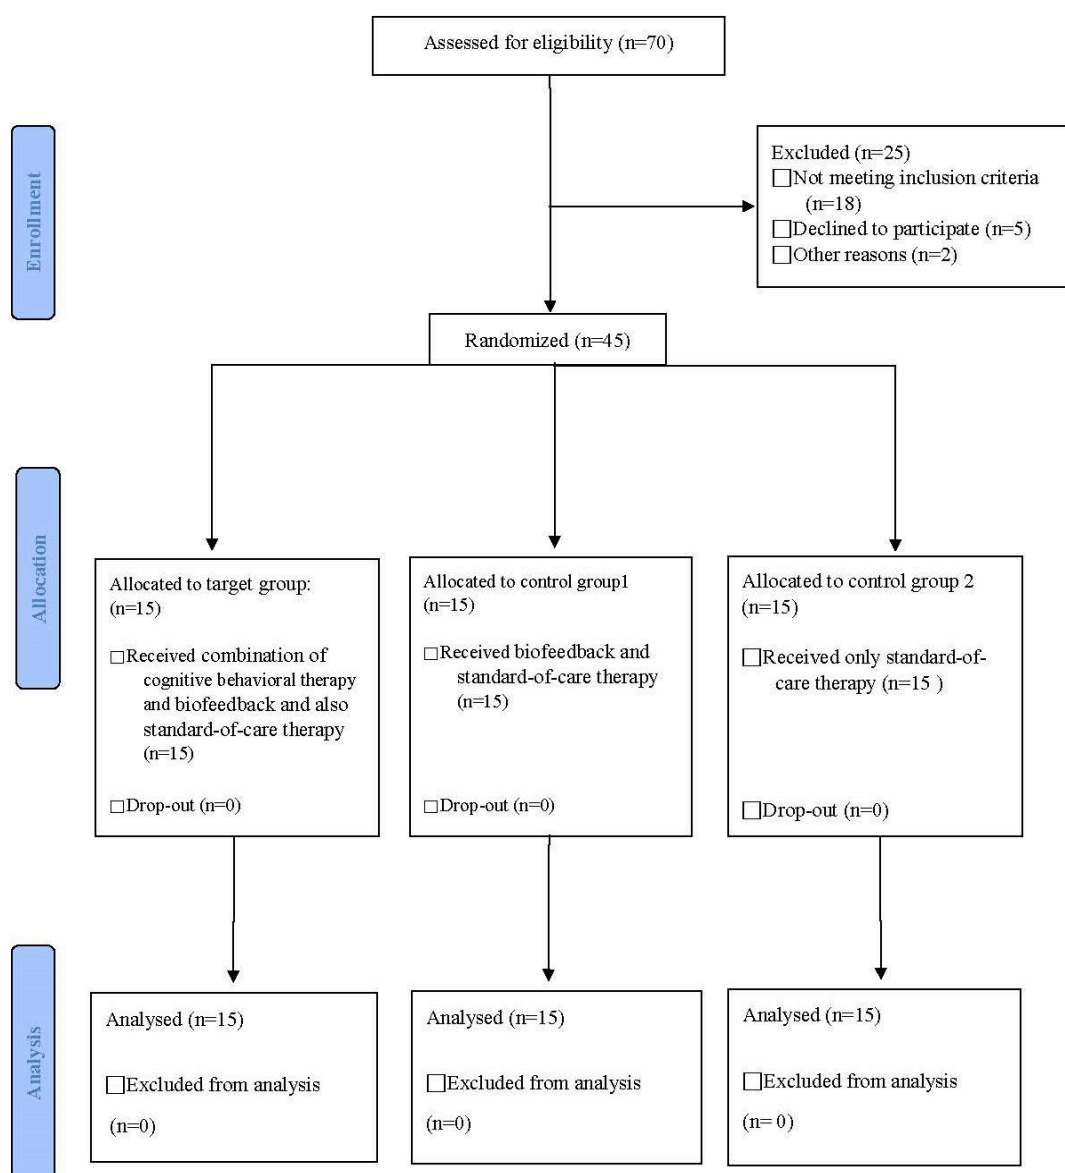 Assessed for eligibility (n=70)
Enrollment
Excluded (n=25)
□Not meeting inclusion criteria
(n=18)
□Declined to participate (n=5)
□Other reasons (n=2)
Randomized (n=45)
Allocation
Allocated to target group:
(n=15)
□Received combination of
cognitive behavioral therapy
and biofeedback and also
standard-of-care therapy
(n=15)
□Drop-out (n=0)
Allocated to control group1
(n=15)
□Received biofeedback and
standard-of-care therapy
(n=15)
□Drop-out (n=0)
Allocated to control group 2
(n=15)
□Received only standard-of-
care therapy (n=15 )
□Drop-out (n=0)
Analysis
Analysed (n=15)
□Excluded from analysis
(n=0)
Analysed (n=15)
□Excluded from analysis
(n=0)
Analysed (n=15)
□Excluded from analysis
(n= 0)